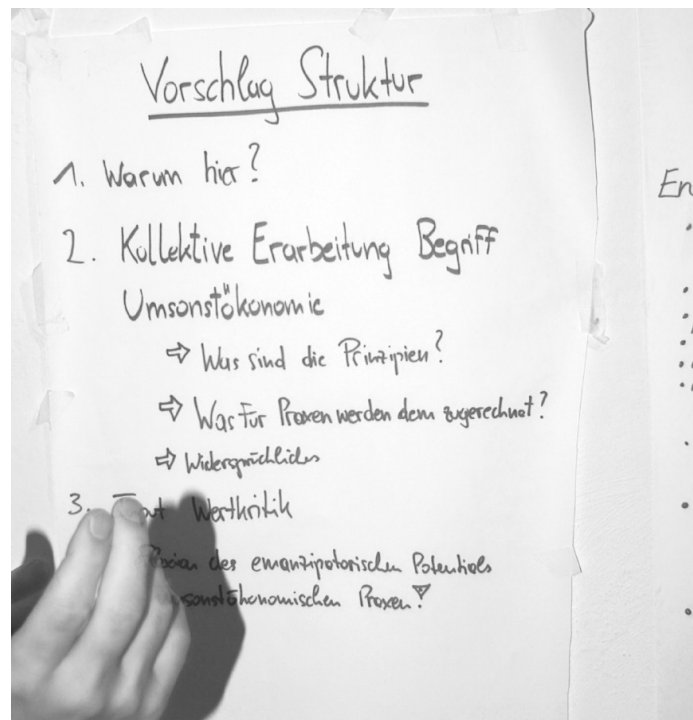 Vorschlag Struktur
1. Warum hier?
2. Kollektive Erarbeitung Begriff
Umsonstökonomie
⇨ Was sind die Prinzipien?
⇨ Was für Praxen werden dem zugerechnet?
⇨ Widersprüchliches
3. Wertkritik
des emanzipatorischen Potentials
Praxen?
En